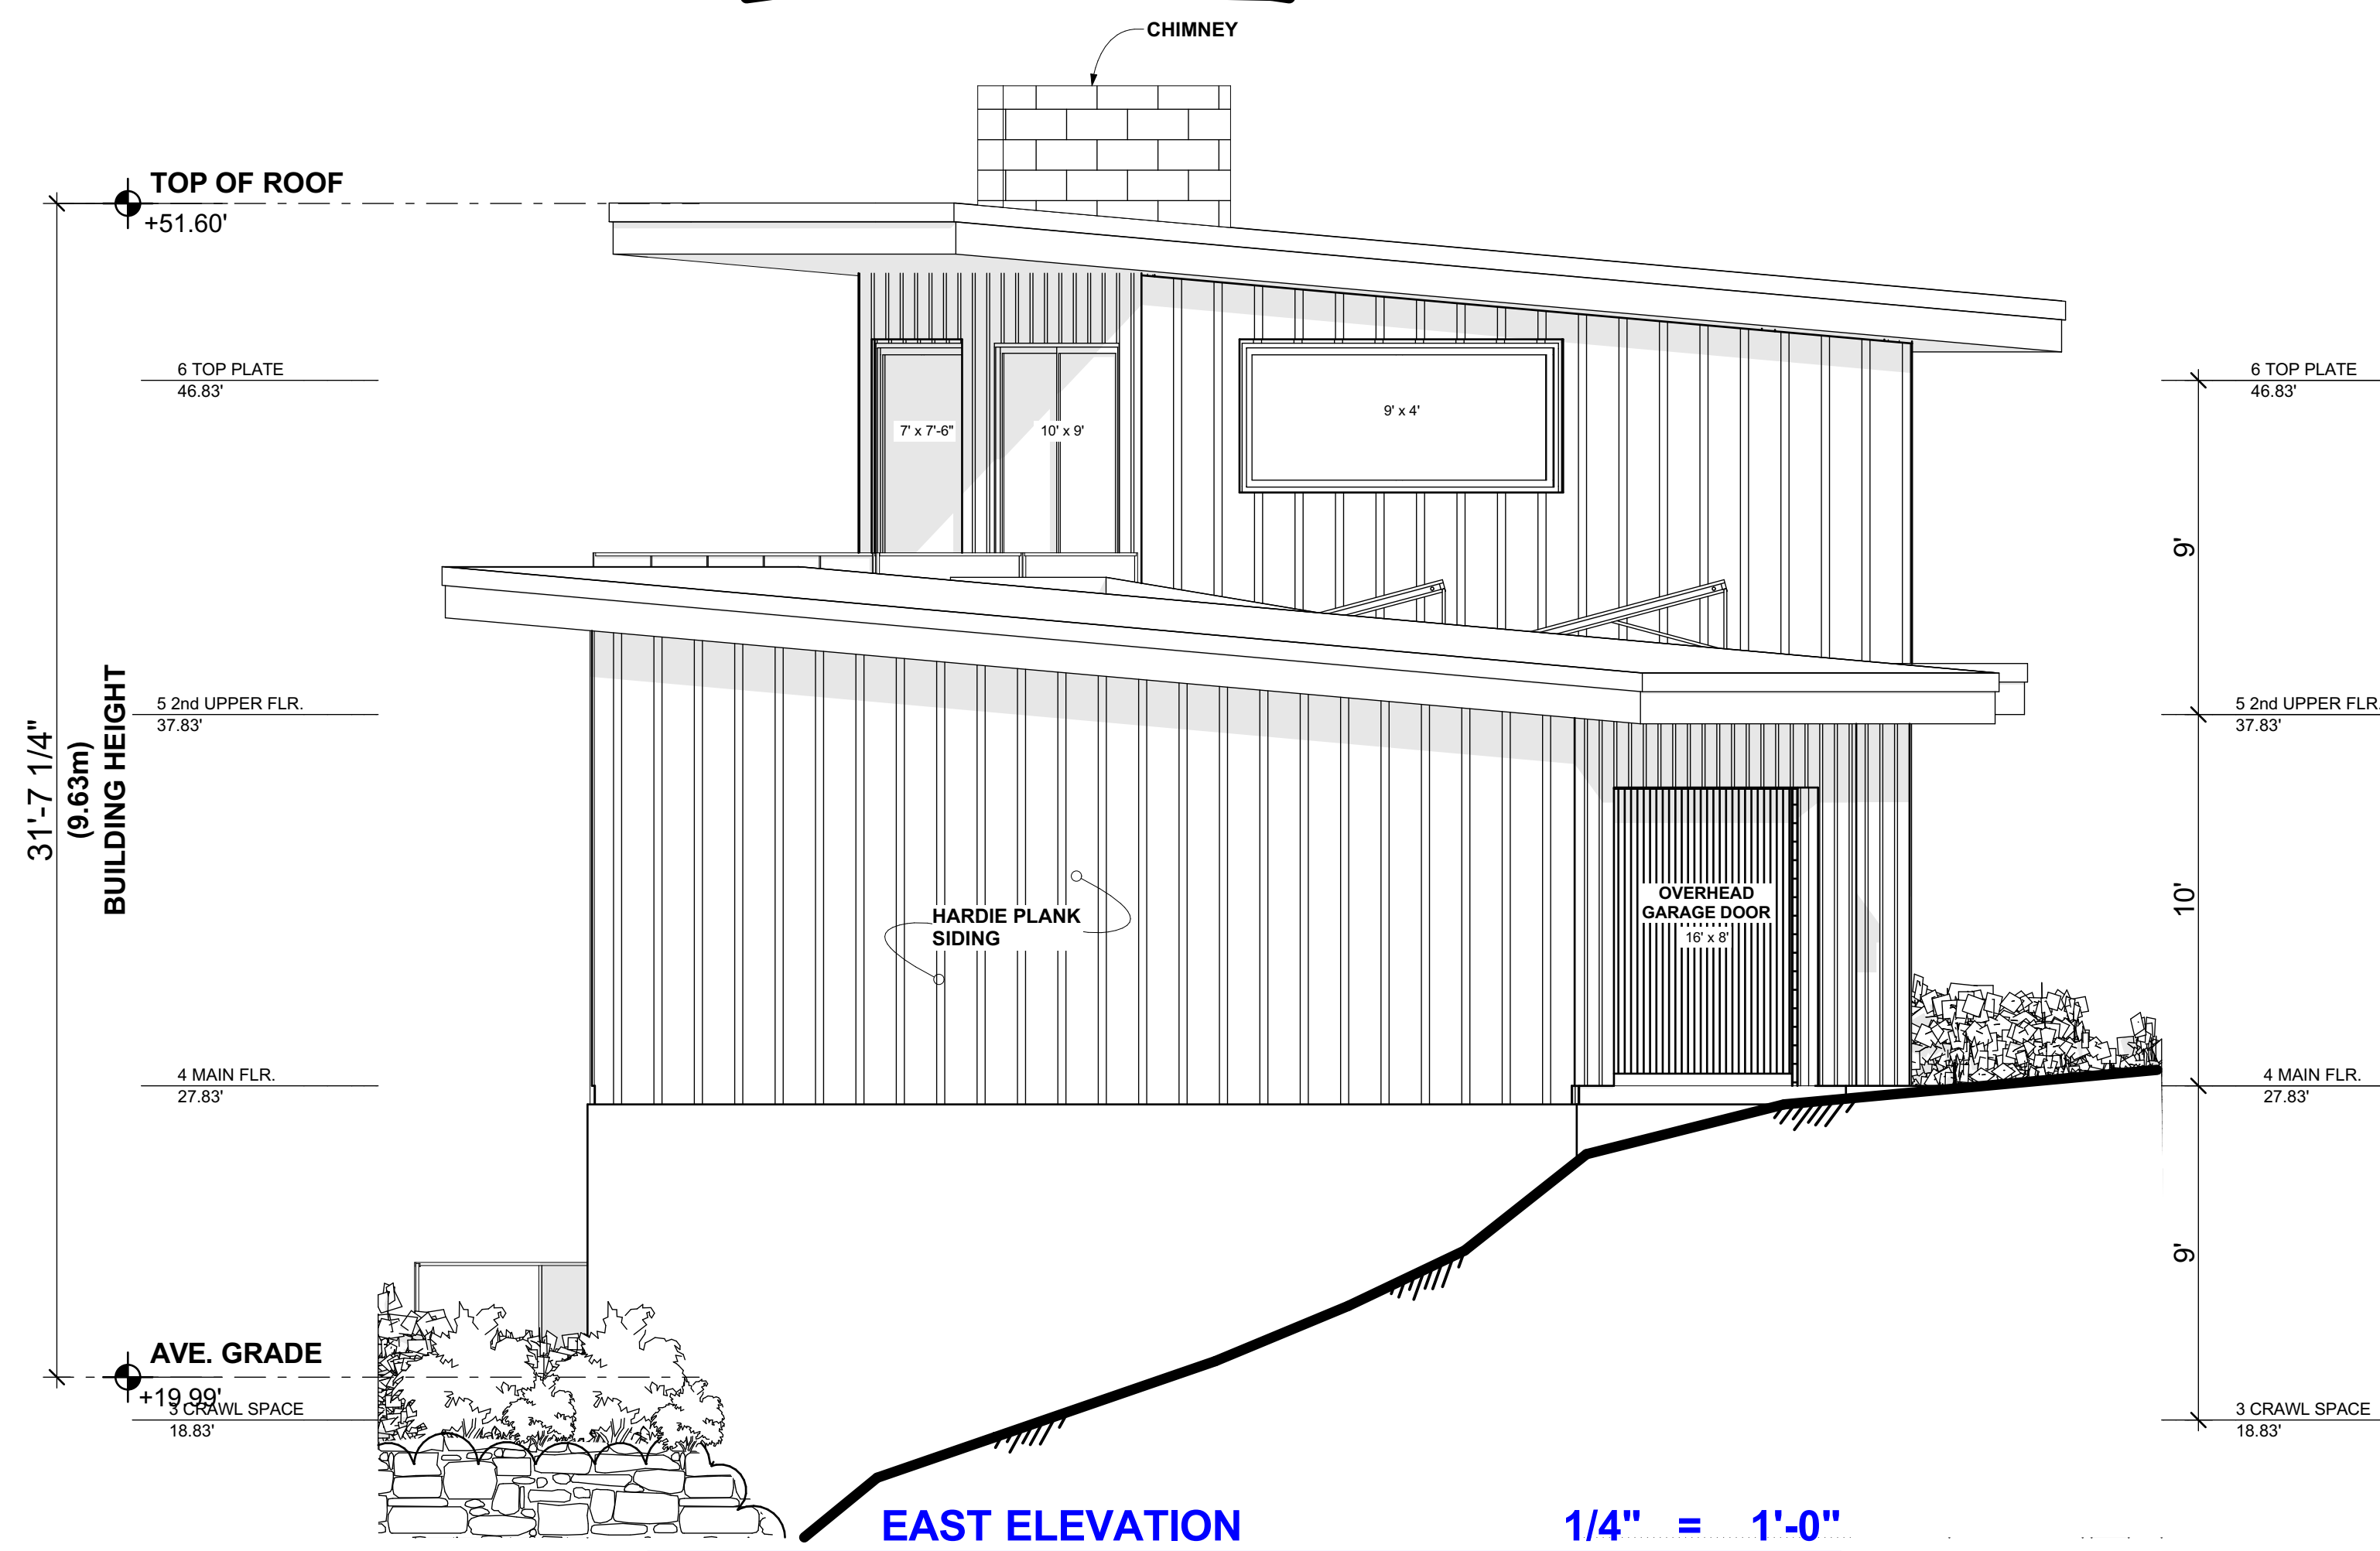 CHIMNEY
TOP OF ROOF
+51.60'
6 TOP PLATE
46.83'
6 TOP PLATE
46.83'
9' x 4'
7' x 7'-6"
10' x 9'
9'
5 2nd UPPER FLR.
37.83'
5 2nd UPPER FLR.
37.83'
31'-7 1/4"
(9.63m)
BUILDING HEIGHT
10'
OVERHEAD
GARAGE DOOR
16' x 8'
HARDIE PLANK
SIDING
4 MAIN FLR.
27.83'
4 MAIN FLR.
27.83'
9'
AVE. GRADE
+19.99'
3 CRAWL SPACE
18.83'
3 CRAWL SPACE
18.83'
EAST ELEVATION
1/4" = 1'-0"